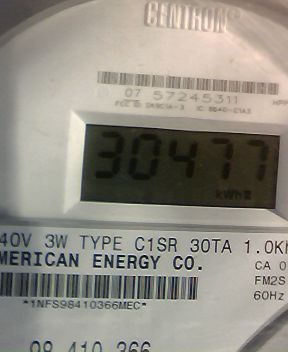 CENTRON
07 57245311
30477
kWh
40V 3W TYPE C1SR 30TA 1.0K
MERICAN ENERGY CO.
CA 0
FM2S
60Hz
*1NFS98410366MEC*
98 410 366